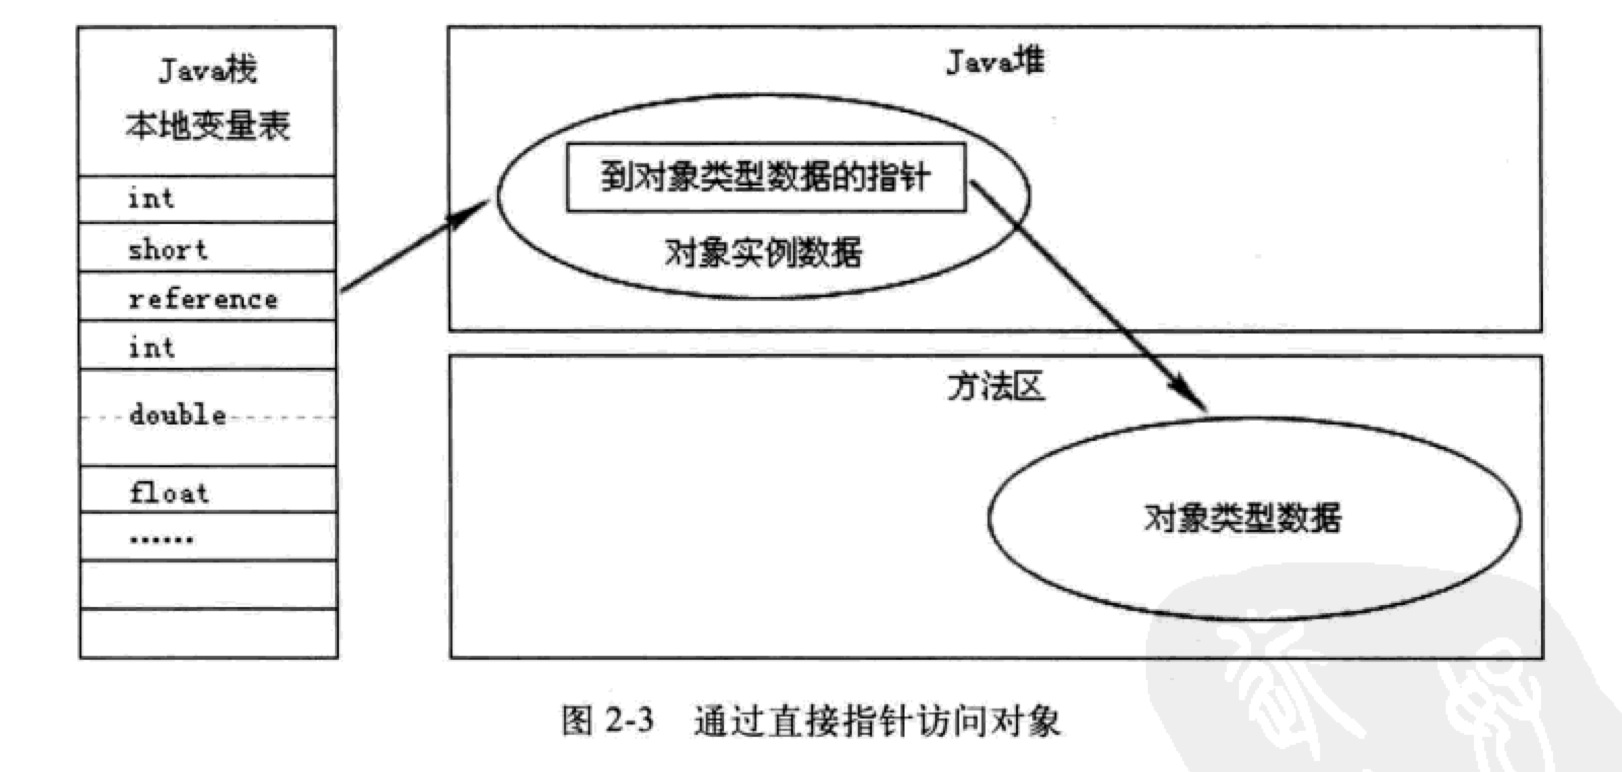 Java栈
本地变量表
int
short
reference
int
double
float
……
Java堆
到对象类型数据的指针
对象实例数据
方法区
对象类型数据
图 2-3 通过直接指针访问对象